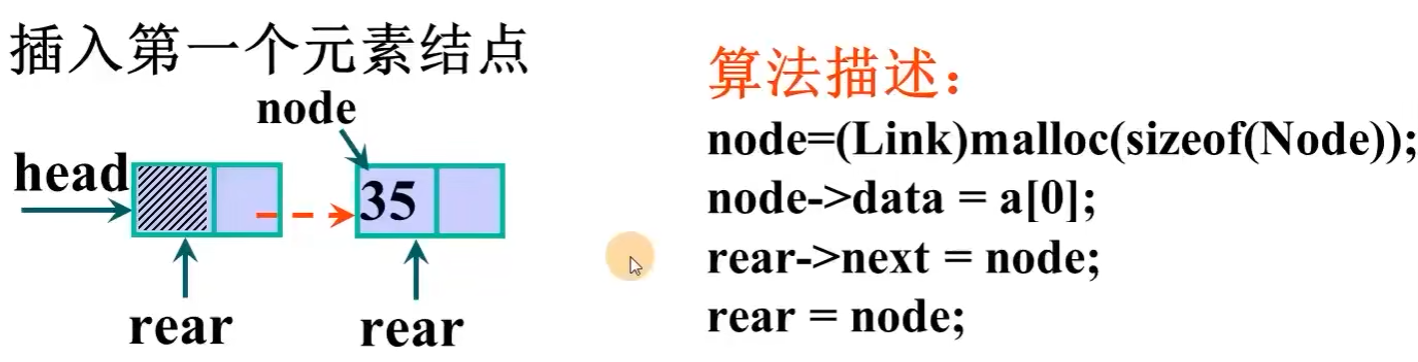 插入第一个元素结点
node
head
35
rear
rear
算法描述：
node=(Link)malloc(sizeof(Node));
node->data = a[0];
rear->next = node;
rear = node;